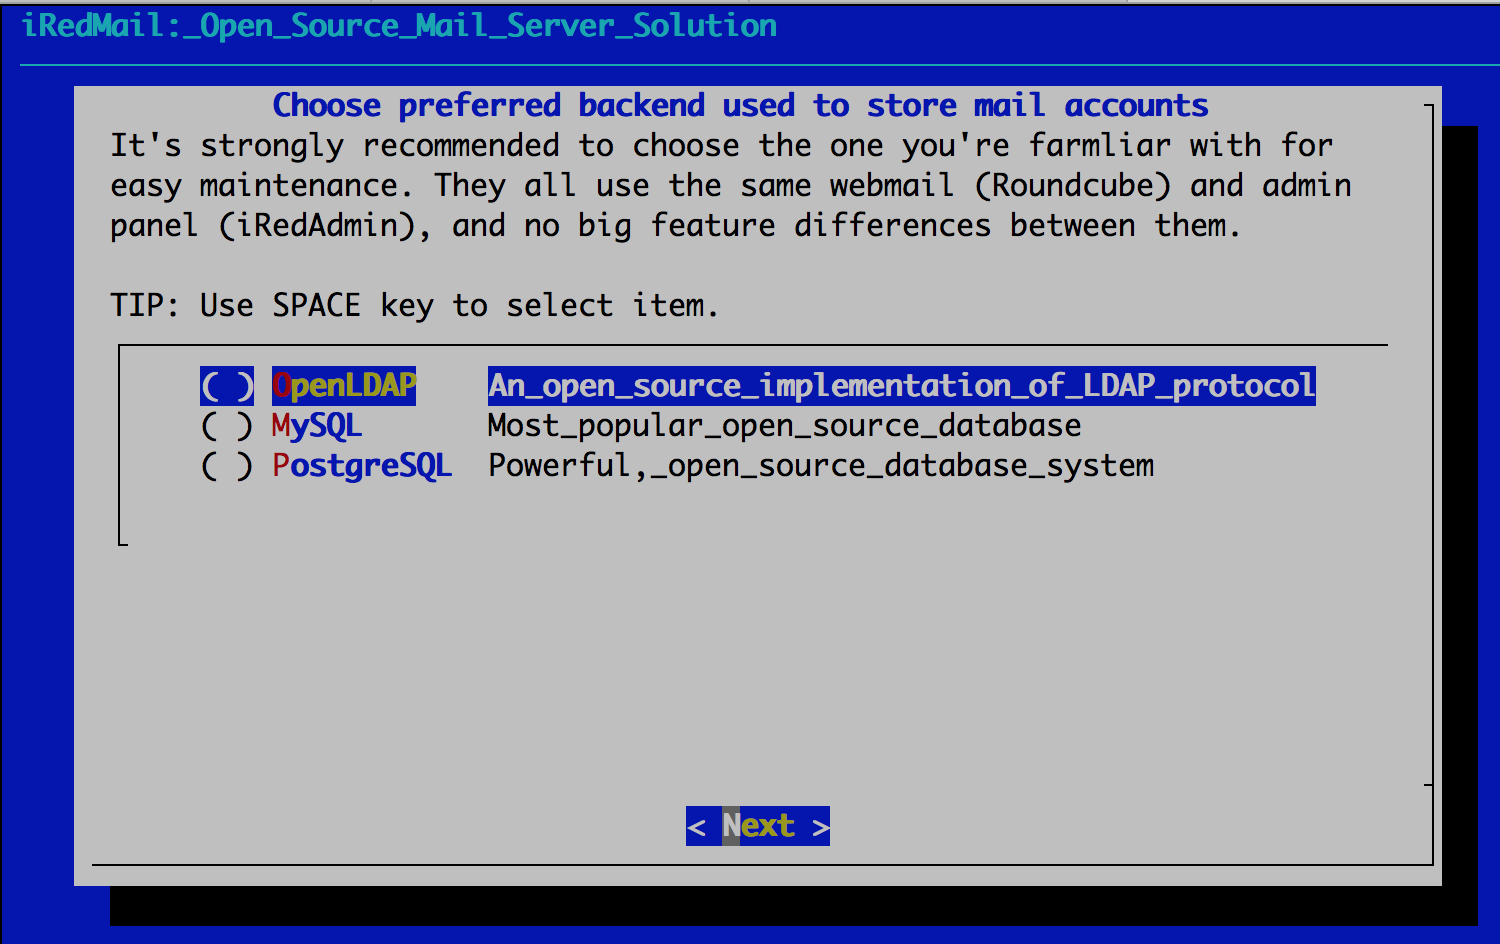 iRedMail:_Open_Source_Mail_Server_Solution
Choose preferred backend used to store mail accounts
It's strongly recommended to choose the one you're farmliar with for
easy maintenance. They all use the same webmail (Roundcube) and admin
panel (iRedAdmin), and no big feature differences between them.
TIP: Use SPACE key to select item.
( ) OpenLDAP An_open_source_implementation_of_LDAP_protocol
( ) MySQL Most_popular_open_source_database
( ) PostgreSQL Powerful,_open_source_database_system
< Next >